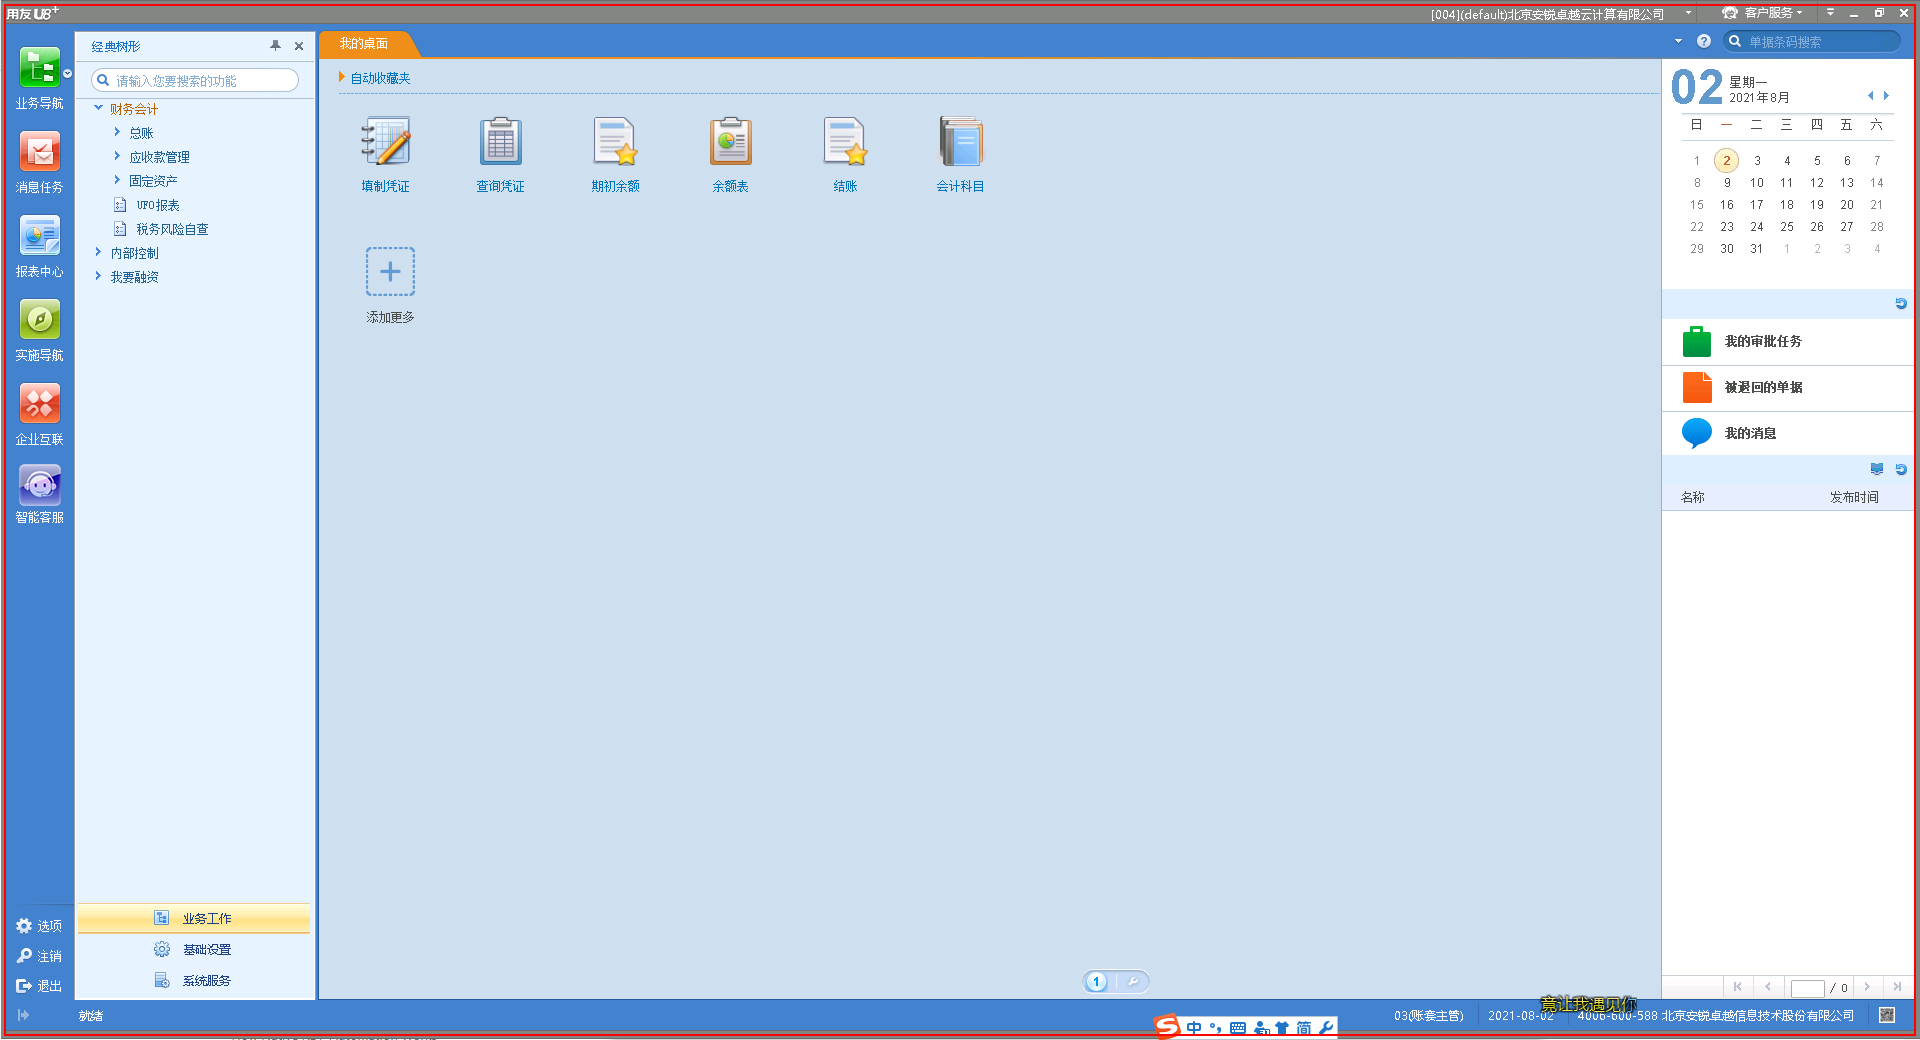 用友U8+
[004](default)北京安锐卓越云计算有限公司
客户服务
业务导航
消息任务
报表中心
实施导航
企业互联
智能客服
选项
注销
退出
经典树形
请输入您要搜索的功能
财务会计
总账
应收款管理
固定资产
UFO报表
税务风险自查
内部控制
我要融资
业务工作
基础设置
系统服务
我的桌面
自动收藏夹
填制凭证
查询凭证
期初余额
余额表
结账
会计科目
添加更多
1
单据条码搜索
02
星期一
2021年8月
日 一 二 三 四 五 六
1 2 3 4 5 6 7
8 9 10 11 12 13 14
15 16 17 18 19 20 21
22 23 24 25 26 27 28
29 30 31 1 2 3 4
我的审批任务
被退回的单据
我的消息
名称 发布时间
/ 0
竟让我遇见你
就绪
中 简
03(账套主管)
2021-08-02
4006-600-588 北京安锐卓越信息技术股份有限公司